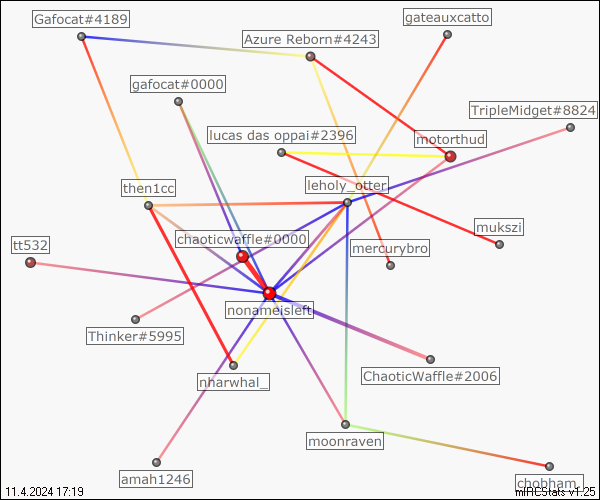 Gafocat#4189
gateauxcatto
Azure Reborn#4243
gafocat#0000
TripleMidget#8824
lucas das oppai#2396
motorthud
then1cc
leholy_otter
mukszi
chaoticwaffle#0000
tt532
mercurybro
nonameisleft
Thinker#5995
ChaoticWaffle#2006
nharwhal_
moonraven
amah1246
chobham.
11.4.2024 17:19
mIRCStats v1.25